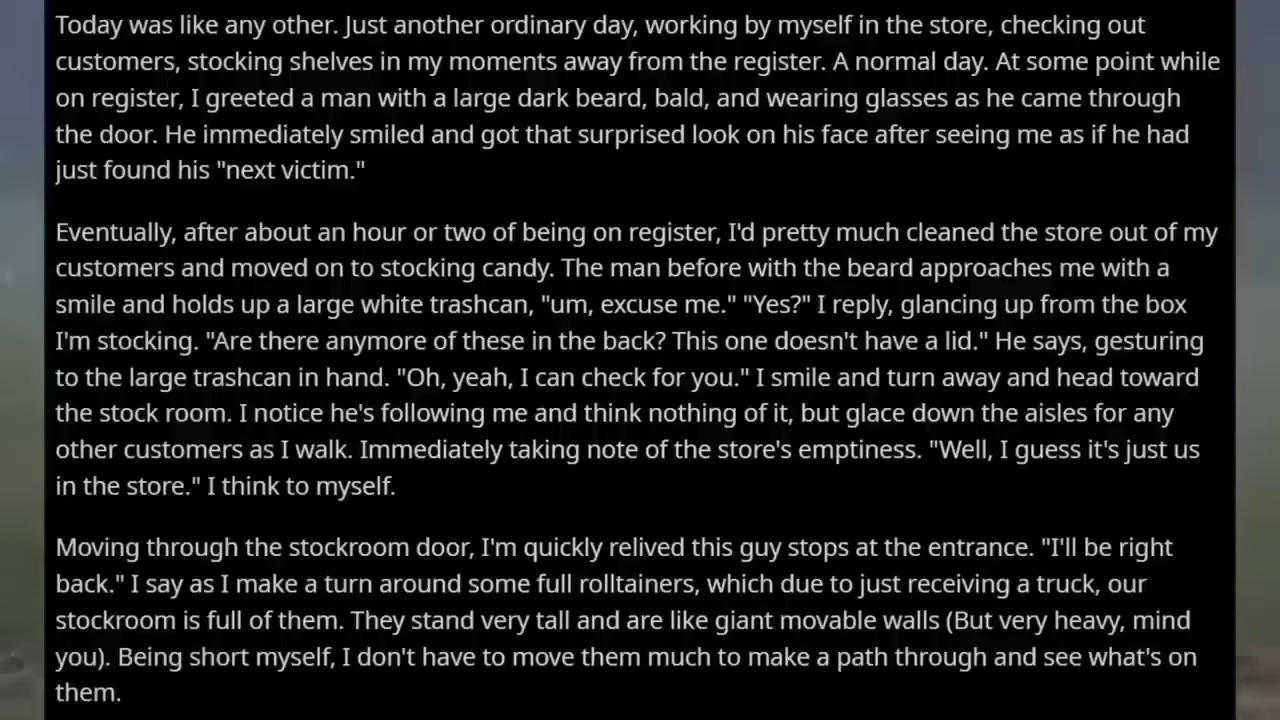 Today was like any other. Just another ordinary day, working by myself in the store, checking out
customers, stocking shelves in my moments away from the register. A normal day. At some point while
on register, I greeted a man with a large dark beard, bald, and wearing glasses as he came through
the door. He immediately smiled and got that surprised look on his face after seeing me as if he had
just found his "next victim."
Eventually, after about an hour or two of being on register, I'd pretty much cleaned the store out of my
customers and moved on to stocking candy. The man before with the beard approaches me with a
smile and holds up a large white trashcan, "um, excuse me." "Yes?" I reply, glancing up from the box
I'm stocking. "Are there anymore of these in the back? This one doesn't have a lid." He says, gesturing
to the large trashcan in hand. "Oh, yeah, I can check for you." I smile and turn away and head toward
the stock room. I notice he's following me and think nothing of it, but glace down the aisles for any
other customers as I walk. Immediately taking note of the store's emptiness. "Well, I guess it's just us
in the store." I think to myself.
Moving through the stockroom door, I'm quickly relived this guy stops at the entrance. "I'll be right
back." I say as I make a turn around some full rolltainers, which due to just receiving a truck, our
stockroom is full of them. They stand very tall and are like giant movable walls (But very heavy, mind
you). Being short myself, I don't have to move them much to make a path through and see what's on
them.